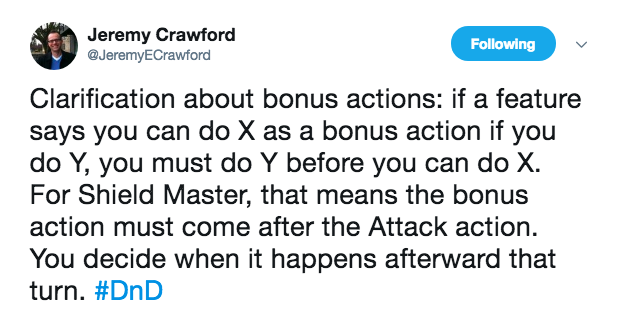 Jeremy Crawford
@JeremyECrawford
Following
Clarification about bonus actions: if a feature
says you can do X as a bonus action if you
do Y, you must do Y before you can do X.
For Shield Master, that means the bonus
action must come after the Attack action.
You decide when it happens afterward that
turn. #DnD